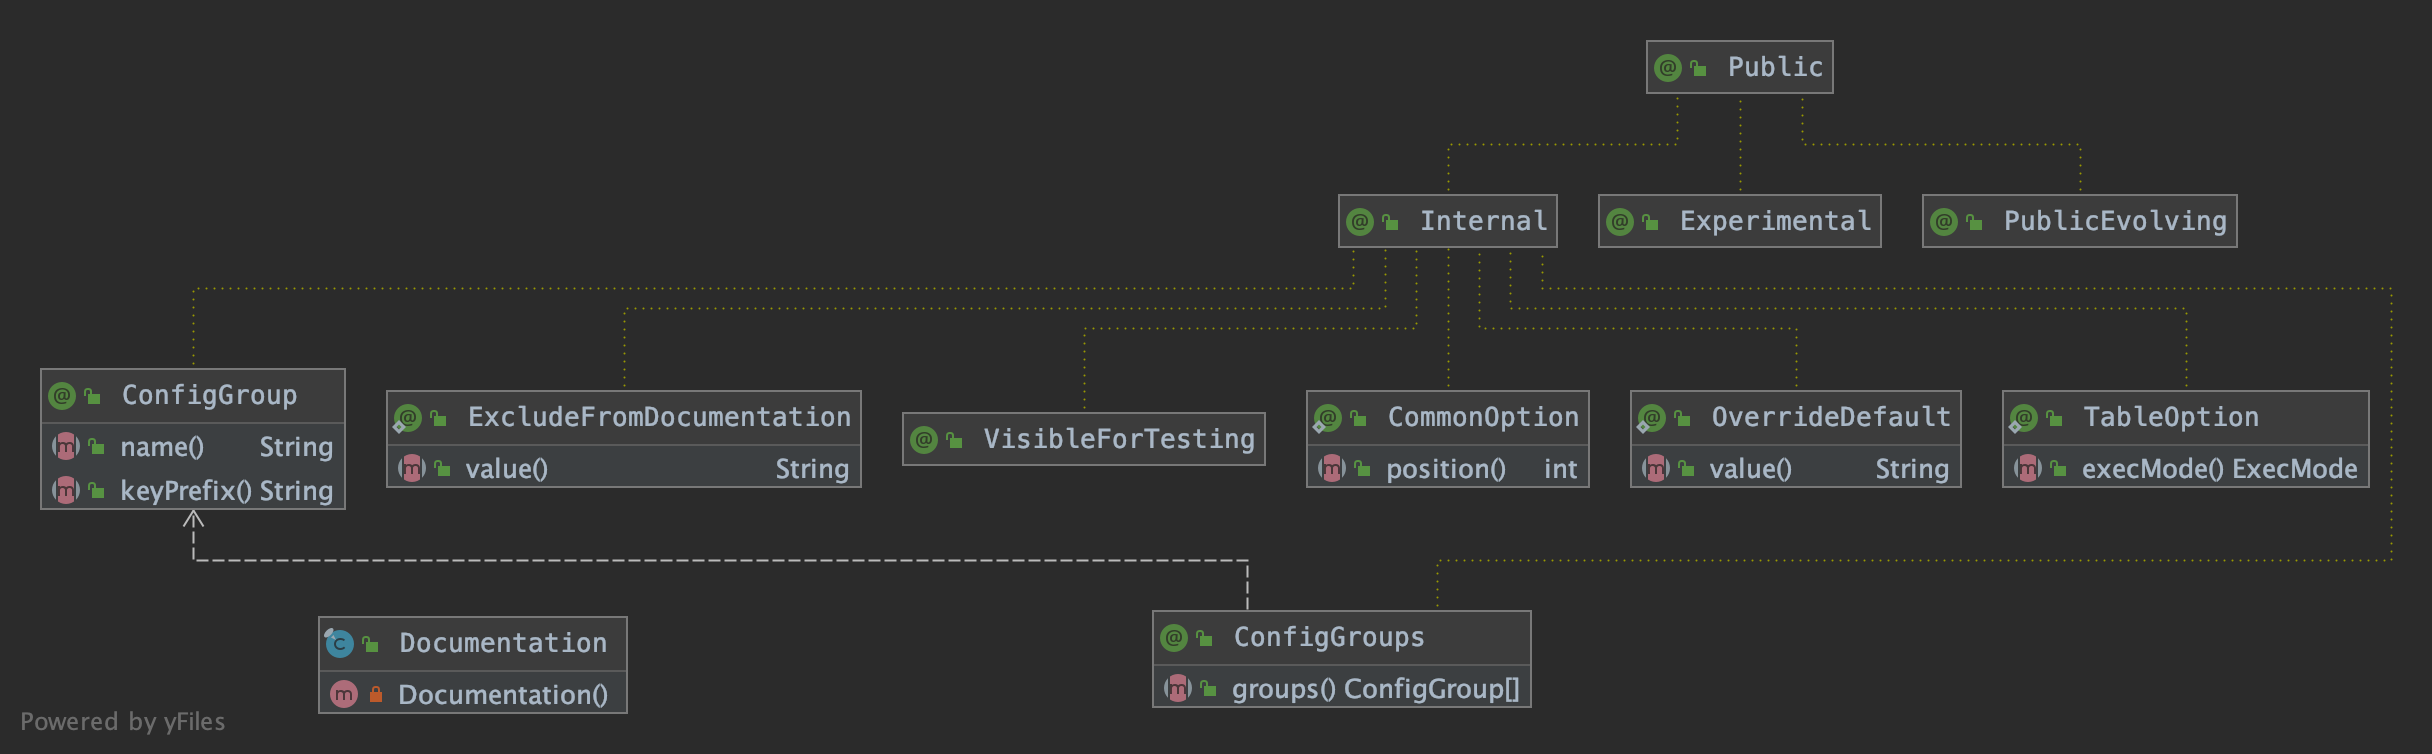 Public
Internal
Experimental
PublicEvolving
ConfigGroup
name() String
keyPrefix() String
ExcludeFromDocumentation
value() String
VisibleForTesting
CommonOption
position() int
OverrideDefault
value() String
TableOption
execMode() ExecMode
Documentation
Documentation()
ConfigGroups
groups() ConfigGroup[]
Powered by yFiles